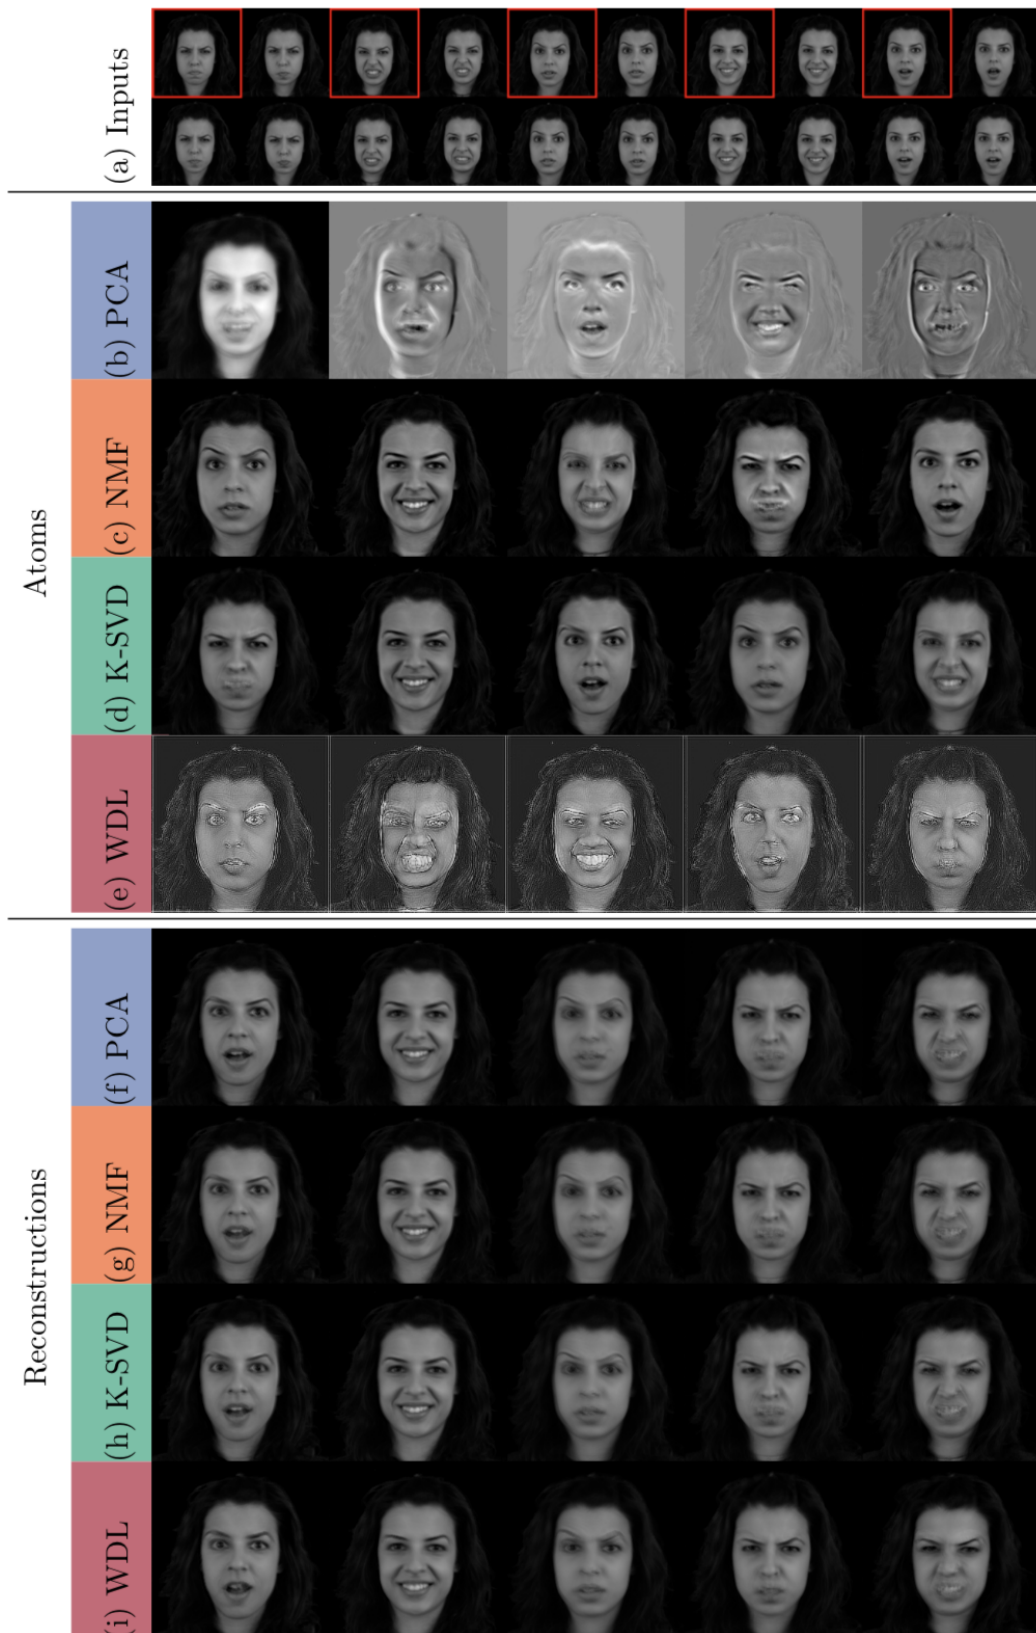 (a) Inputs
Atoms
(b) PCA
(c) NMF
(d) K-SVD
(e) WDL
Reconstructions
(f) PCA
(g) NMF
(h) K-SVD
(i) WDL